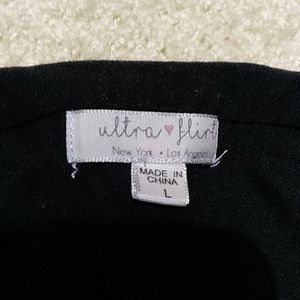 ultra ♥ flirt
New York • Los Angeles
MADE IN
CHINA
L